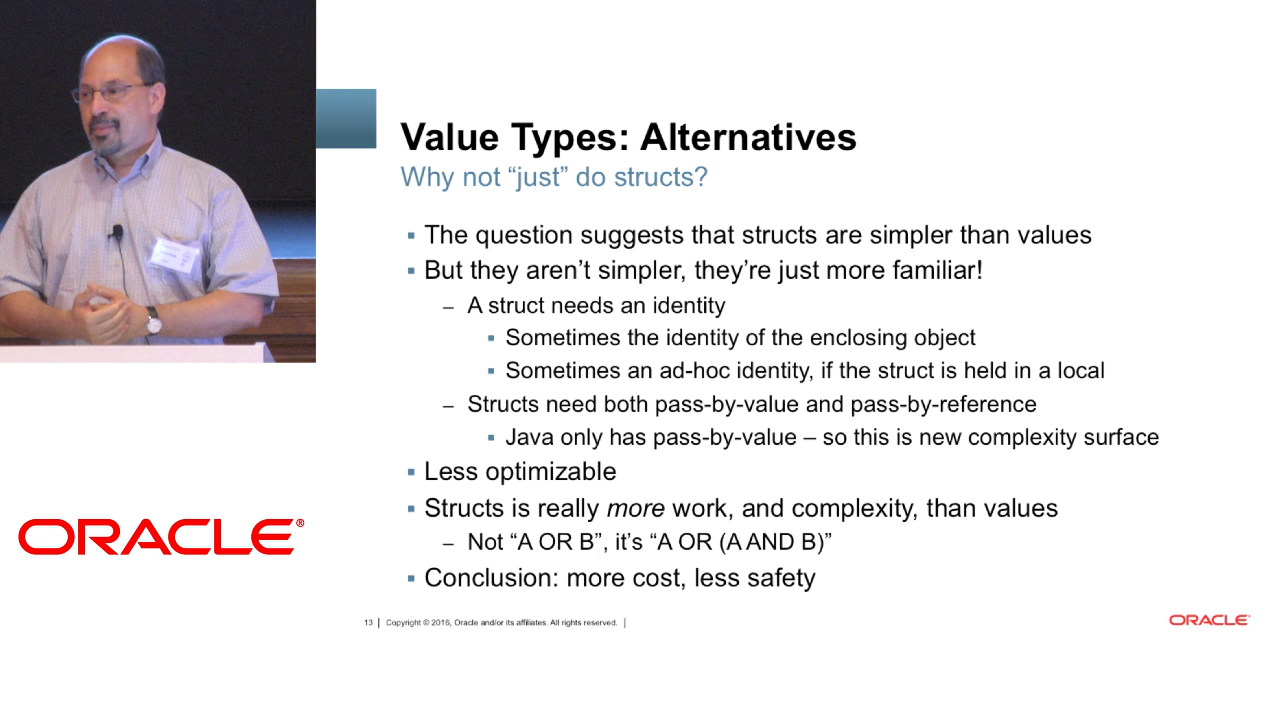 Value Types: Alternatives
Why not “just” do structs?
▪ The question suggests that structs are simpler than values
▪ But they aren’t simpler, they’re just more familiar!
– A struct needs an identity
▪ Sometimes the identity of the enclosing object
▪ Sometimes an ad-hoc identity, if the struct is held in a local
– Structs need both pass-by-value and pass-by-reference
▪ Java only has pass-by-value – so this is new complexity surface
▪ Less optimizable
▪ Structs is really more work, and complexity, than values
– Not “A OR B”, it’s “A OR (A AND B)”
▪ Conclusion: more cost, less safety
ORACLE®
13 | Copyright © 2016, Oracle and/or its affiliates. All rights reserved. |
ORACLE®